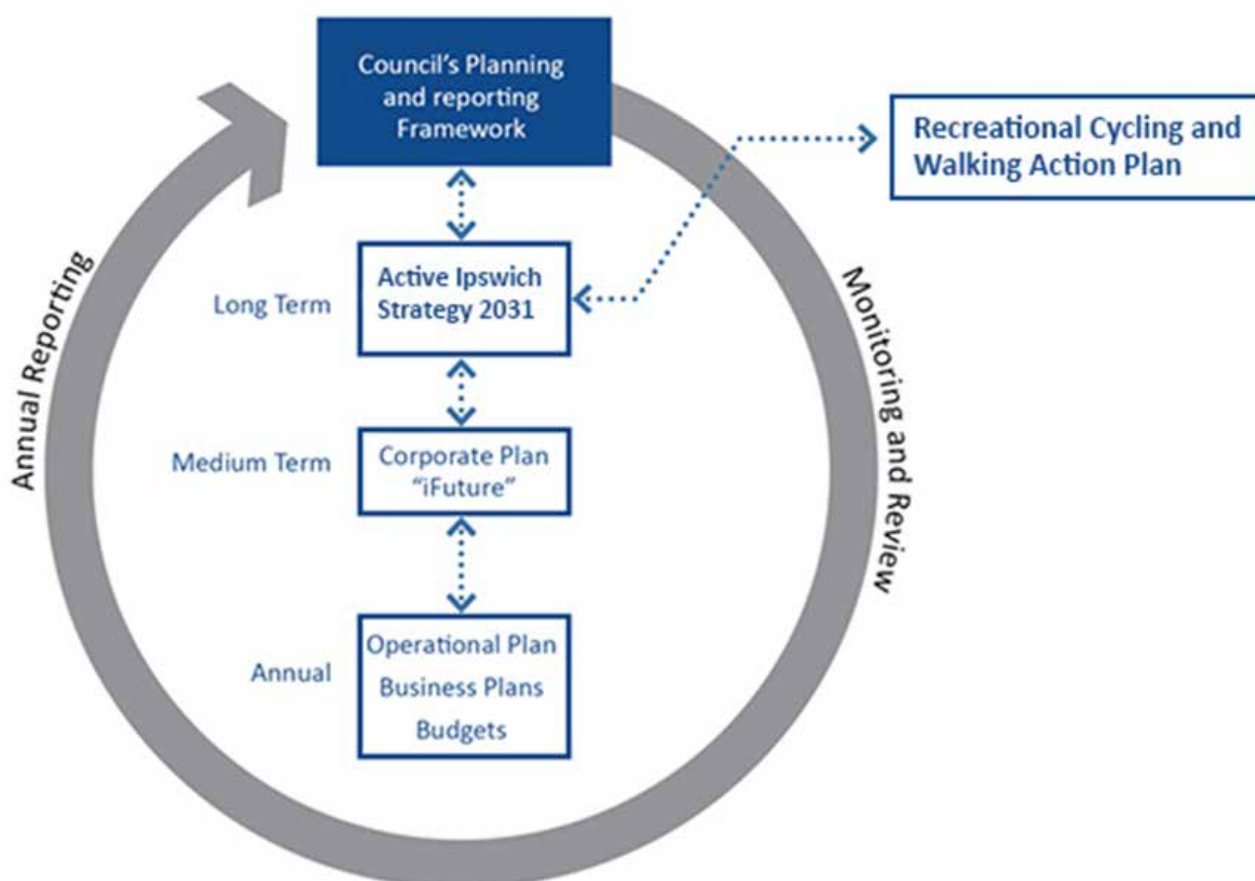 Council's Planning
and reporting
Framework
Recreational Cycling and
Walking Action Plan
Long Term
Active Ipswich
Strategy 2031
Medium Term
Corporate Plan
“iFuture”
Annual
Operational Plan
Business Plans
Budgets
Annual Reporting
Monitoring and Review